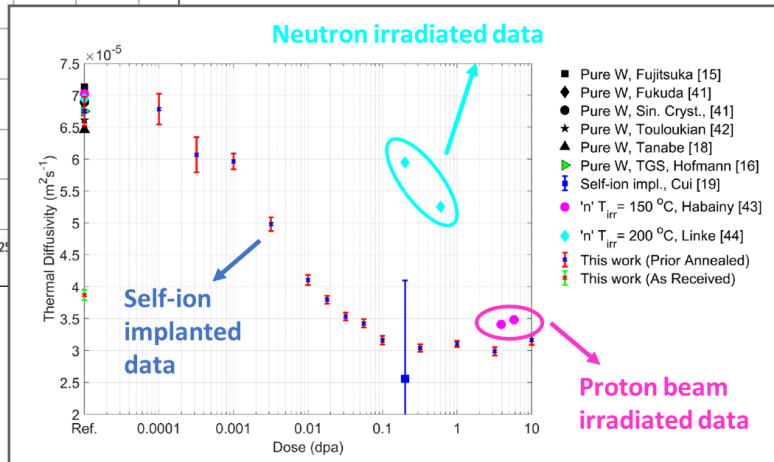 Neutron irradiated data
×10⁻⁵
7.5
7
6.5
6
5.5
5
4.5
4
3.5
3
2.5
2
Thermal Diffusivity (m²s⁻¹)
Ref.
0.0001
0.001
0.01
0.1
1
10
Dose (dpa)
Self-ion
implanted
data
Pure W, Fujitsuka [15]
Pure W, Fukuda [41]
Pure W, Sin. Cryst., [41]
Pure W, Touloukian [42]
Pure W, Tanabe [18]
Pure W, TGS, Hofmann [16]
Self-ion impl., Cui [19]
'n' T_irr= 150 °C, Habainy [43]
'n' T_irr= 200 °C, Linke [44]
This work (Prior Annealed)
This work (As Received)
Proton beam
irradiated data